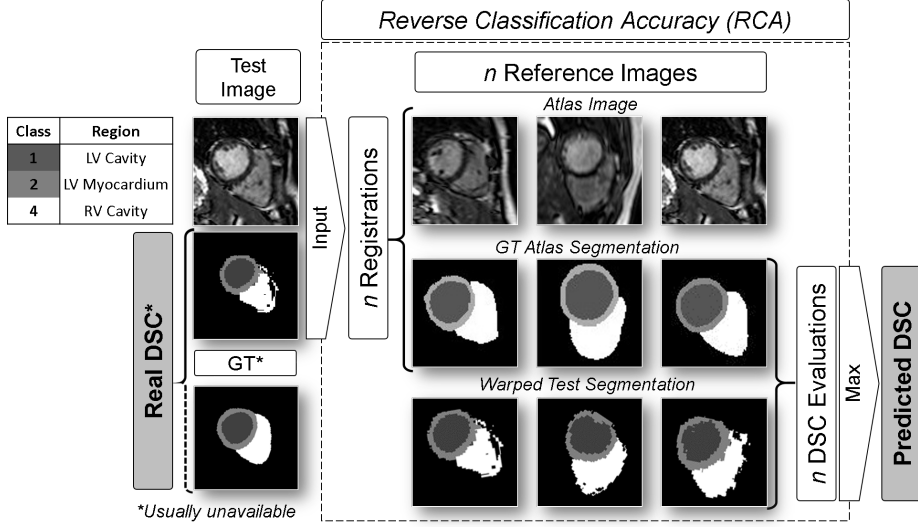 Reverse Classification Accuracy (RCA)
Test
Image
n Reference Images
Atlas Image
Class Region
1 LV Cavity
2 LV Myocardium
4 RV Cavity
Input
n Registrations
GT Atlas Segmentation
Real DSC*
GT*
Warped Test Segmentation
n DSC Evaluations
Max
Predicted DSC
*Usually unavailable